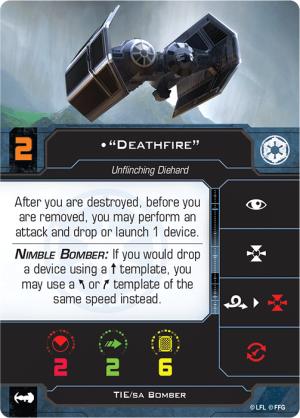 •"Deathfire"
2
Unflinching Diehard
After you are destroyed, before you
are removed, you may perform an
attack and drop or launch 1 device.
Nimble Bomber: If you would drop
a device using a template, you
may use a or template of the
same speed instead.
2 2 6
TIE/sa Bomber
©LFL ©FFG